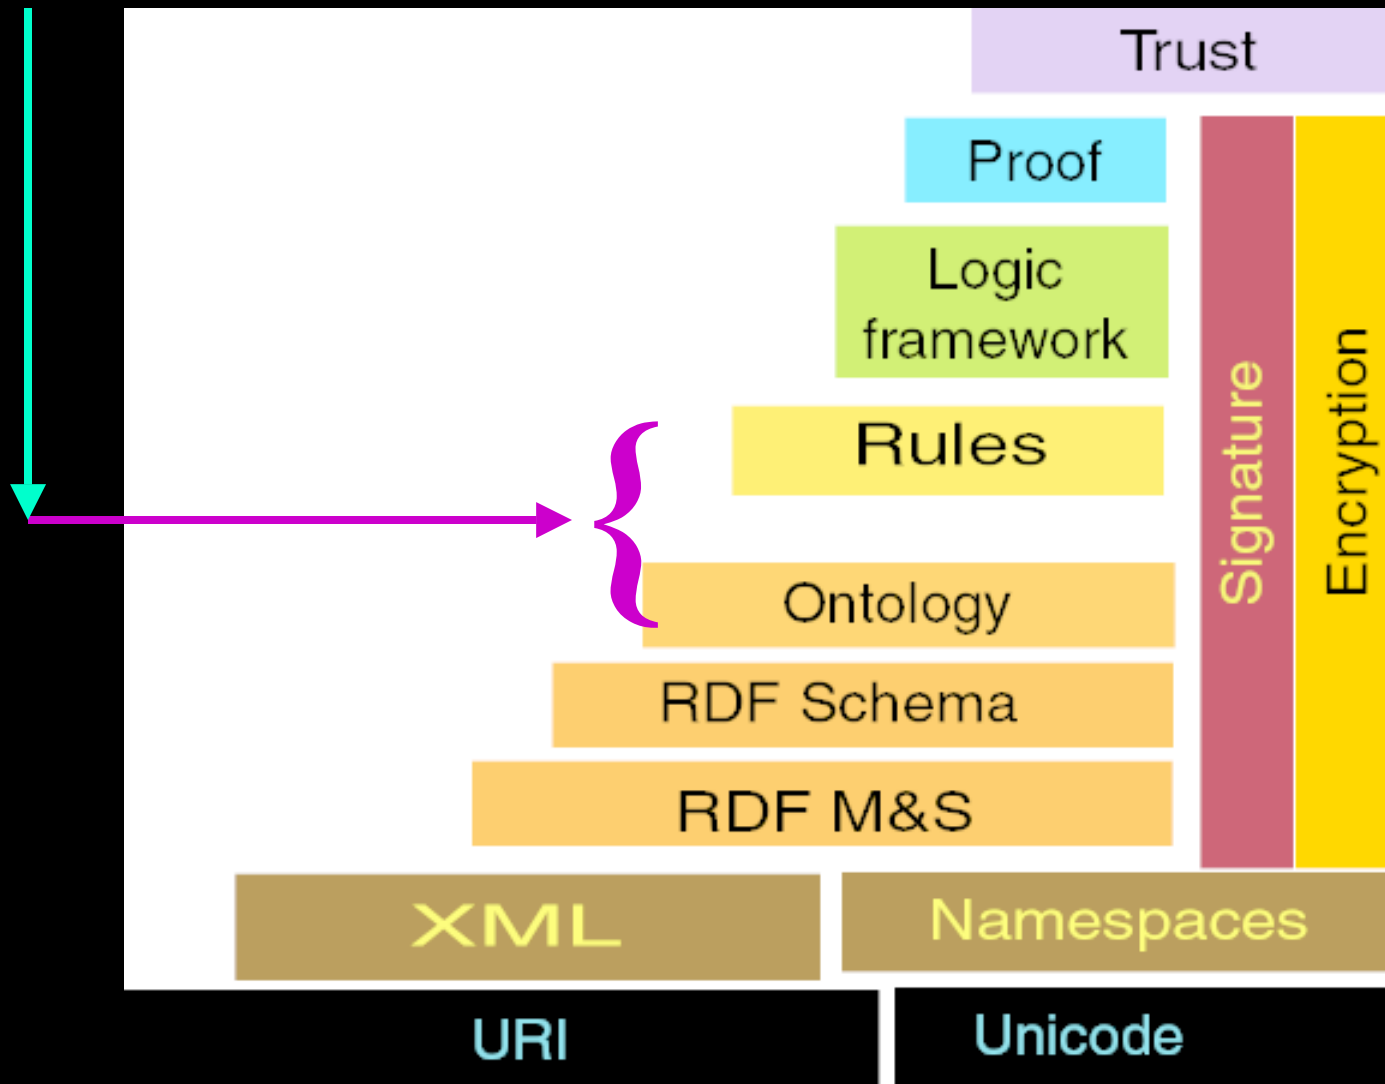 Trust
Proof
Logic
framework
Rules
Signature
Encryption
Ontology
RDF Schema
RDF M&S
XML
Namespaces
URI
Unicode